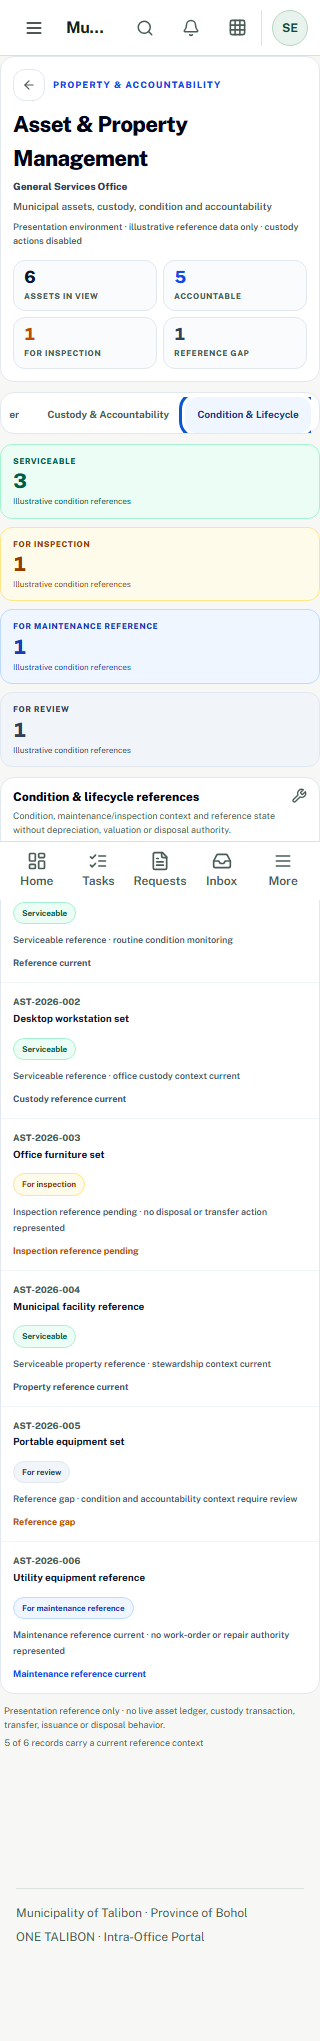 Mu...
SE
PROPERTY & ACCOUNTABILITY
Asset & Property
Management
General Services Office
Municipal assets, custody, condition and accountability
Presentation environment · illustrative reference data only · custody
actions disabled
6
ASSETS IN VIEW
5
ACCOUNTABLE
1
FOR INSPECTION
1
REFERENCE GAP
er
Custody & Accountability
Condition & Lifecycle
SERVICEABLE
3
Illustrative condition references
FOR INSPECTION
1
Illustrative condition references
FOR MAINTENANCE REFERENCE
1
Illustrative condition references
FOR REVIEW
1
Illustrative condition references
Condition & lifecycle references
Condition, maintenance/inspection context and reference state
without depreciation, valuation or disposal authority.
Home
Tasks
Requests
Inbox
More
Serviceable
Serviceable reference · routine condition monitoring
Reference current
AST-2026-002
Desktop workstation set
Serviceable
Serviceable reference · office custody context current
Custody reference current
AST-2026-003
Office furniture set
For inspection
Inspection reference pending · no disposal or transfer action
represented
Inspection reference pending
AST-2026-004
Municipal facility reference
Serviceable
Serviceable property reference · stewardship context current
Property reference current
AST-2026-005
Portable equipment set
For review
Reference gap · condition and accountability context require review
Reference gap
AST-2026-006
Utility equipment reference
For maintenance reference
Maintenance reference current · no work-order or repair authority
represented
Maintenance reference current
Presentation reference only · no live asset ledger, custody transaction,
transfer, issuance or disposal behavior.
5 of 6 records carry a current reference context
Municipality of Talibon · Province of Bohol
ONE TALIBON · Intra-Office Portal